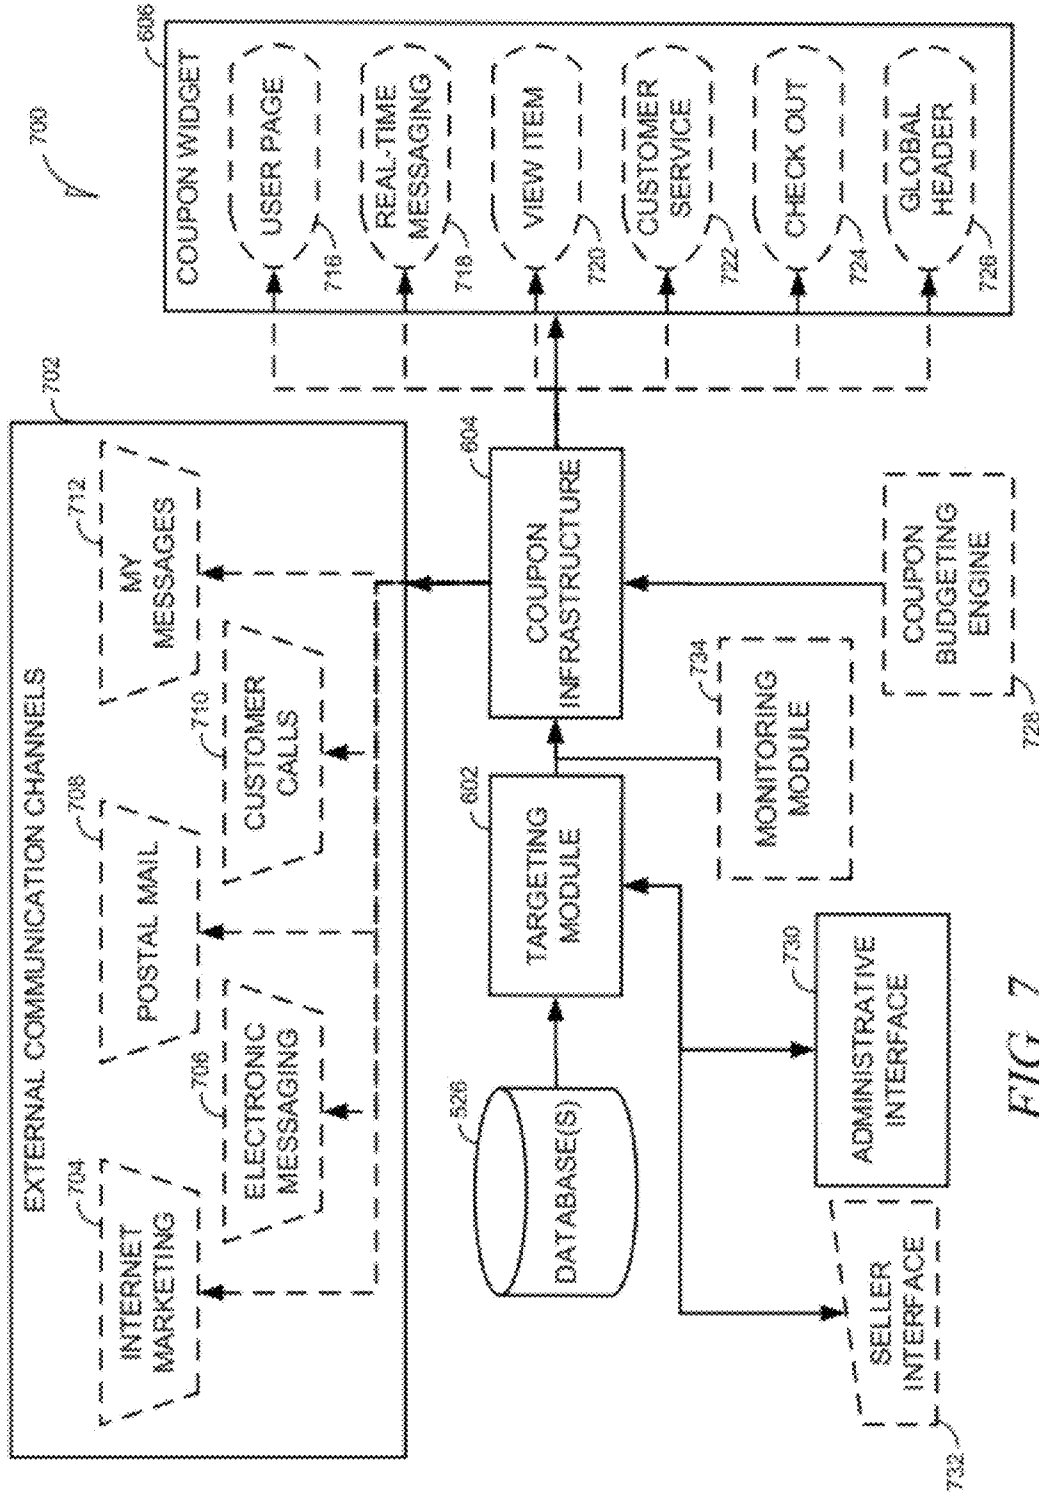 700
702
EXTERNAL COMMUNICATION CHANNELS
704
INTERNET
MARKETING
706
ELECTRONIC
MESSAGING
708
POSTAL MAIL
710
CUSTOMER
CALLS
712
MY
MESSAGES
606
COUPON WIDGET
USER PAGE
716
REAL-TIME
MESSAGING
718
VIEW ITEM
720
CUSTOMER
SERVICE
722
CHECK OUT
724
GLOBAL
HEADER
726
526
DATABASE(S)
602
TARGETING
MODULE
604
COUPON
INFRASTRUCTURE
734
MONITORING
MODULE
COUPON
BUDGETING
ENGINE
728
730
ADMINISTRATIVE
INTERFACE
SELLER
INTERFACE
732
FIG. 7